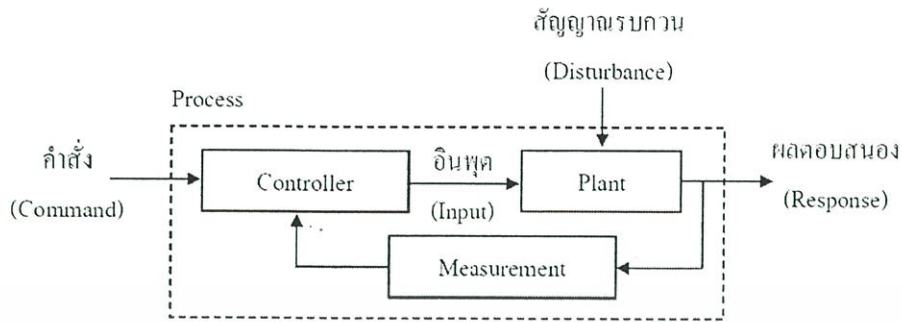 สัญญาณรบกวน
(Disturbance)
Process
คำสั่ง
(Command)
Controller
อินพุต
(Input)
Plant
ผลตอบสนอง
(Response)
Measurement